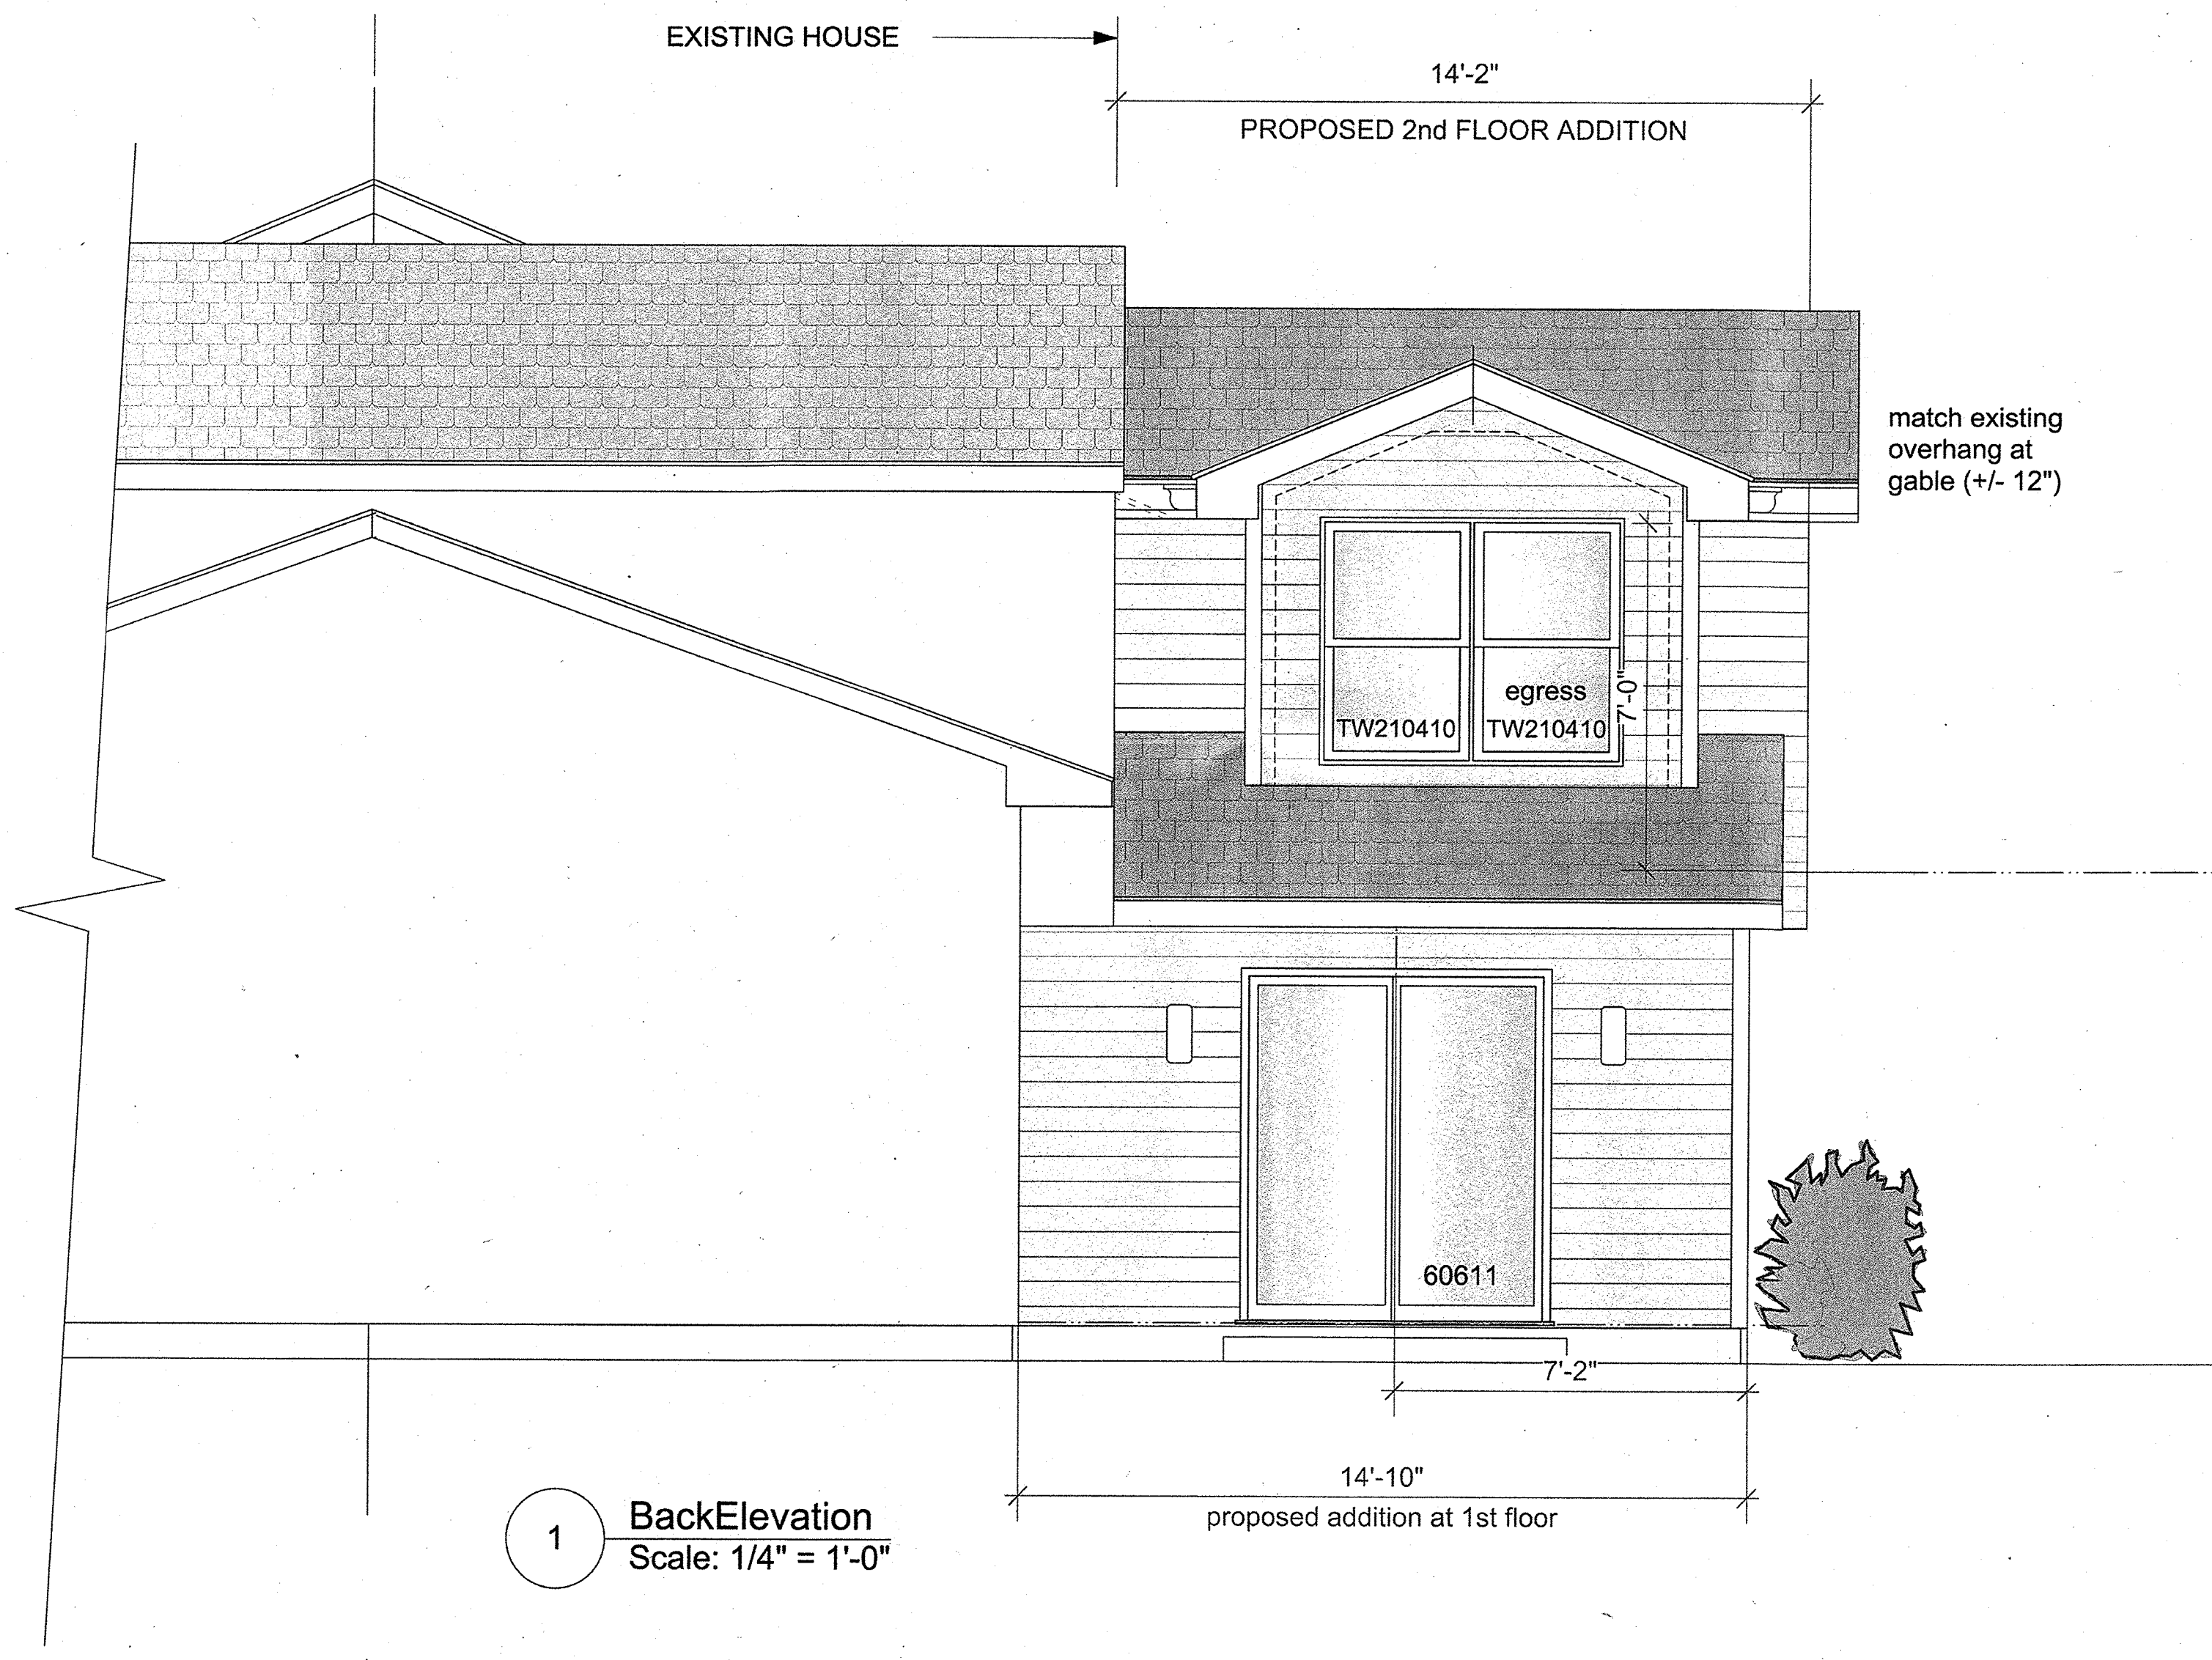 EXISTING HOUSE
14'-2"
PROPOSED 2nd FLOOR ADDITION
match existing
overhang at
gable (+/- 12")
egress
TW210410
TW210410
7'-0"
60611
7'-2"
14'-10"
proposed addition at 1st floor
1
BackElevation
Scale: 1/4" = 1'-0"